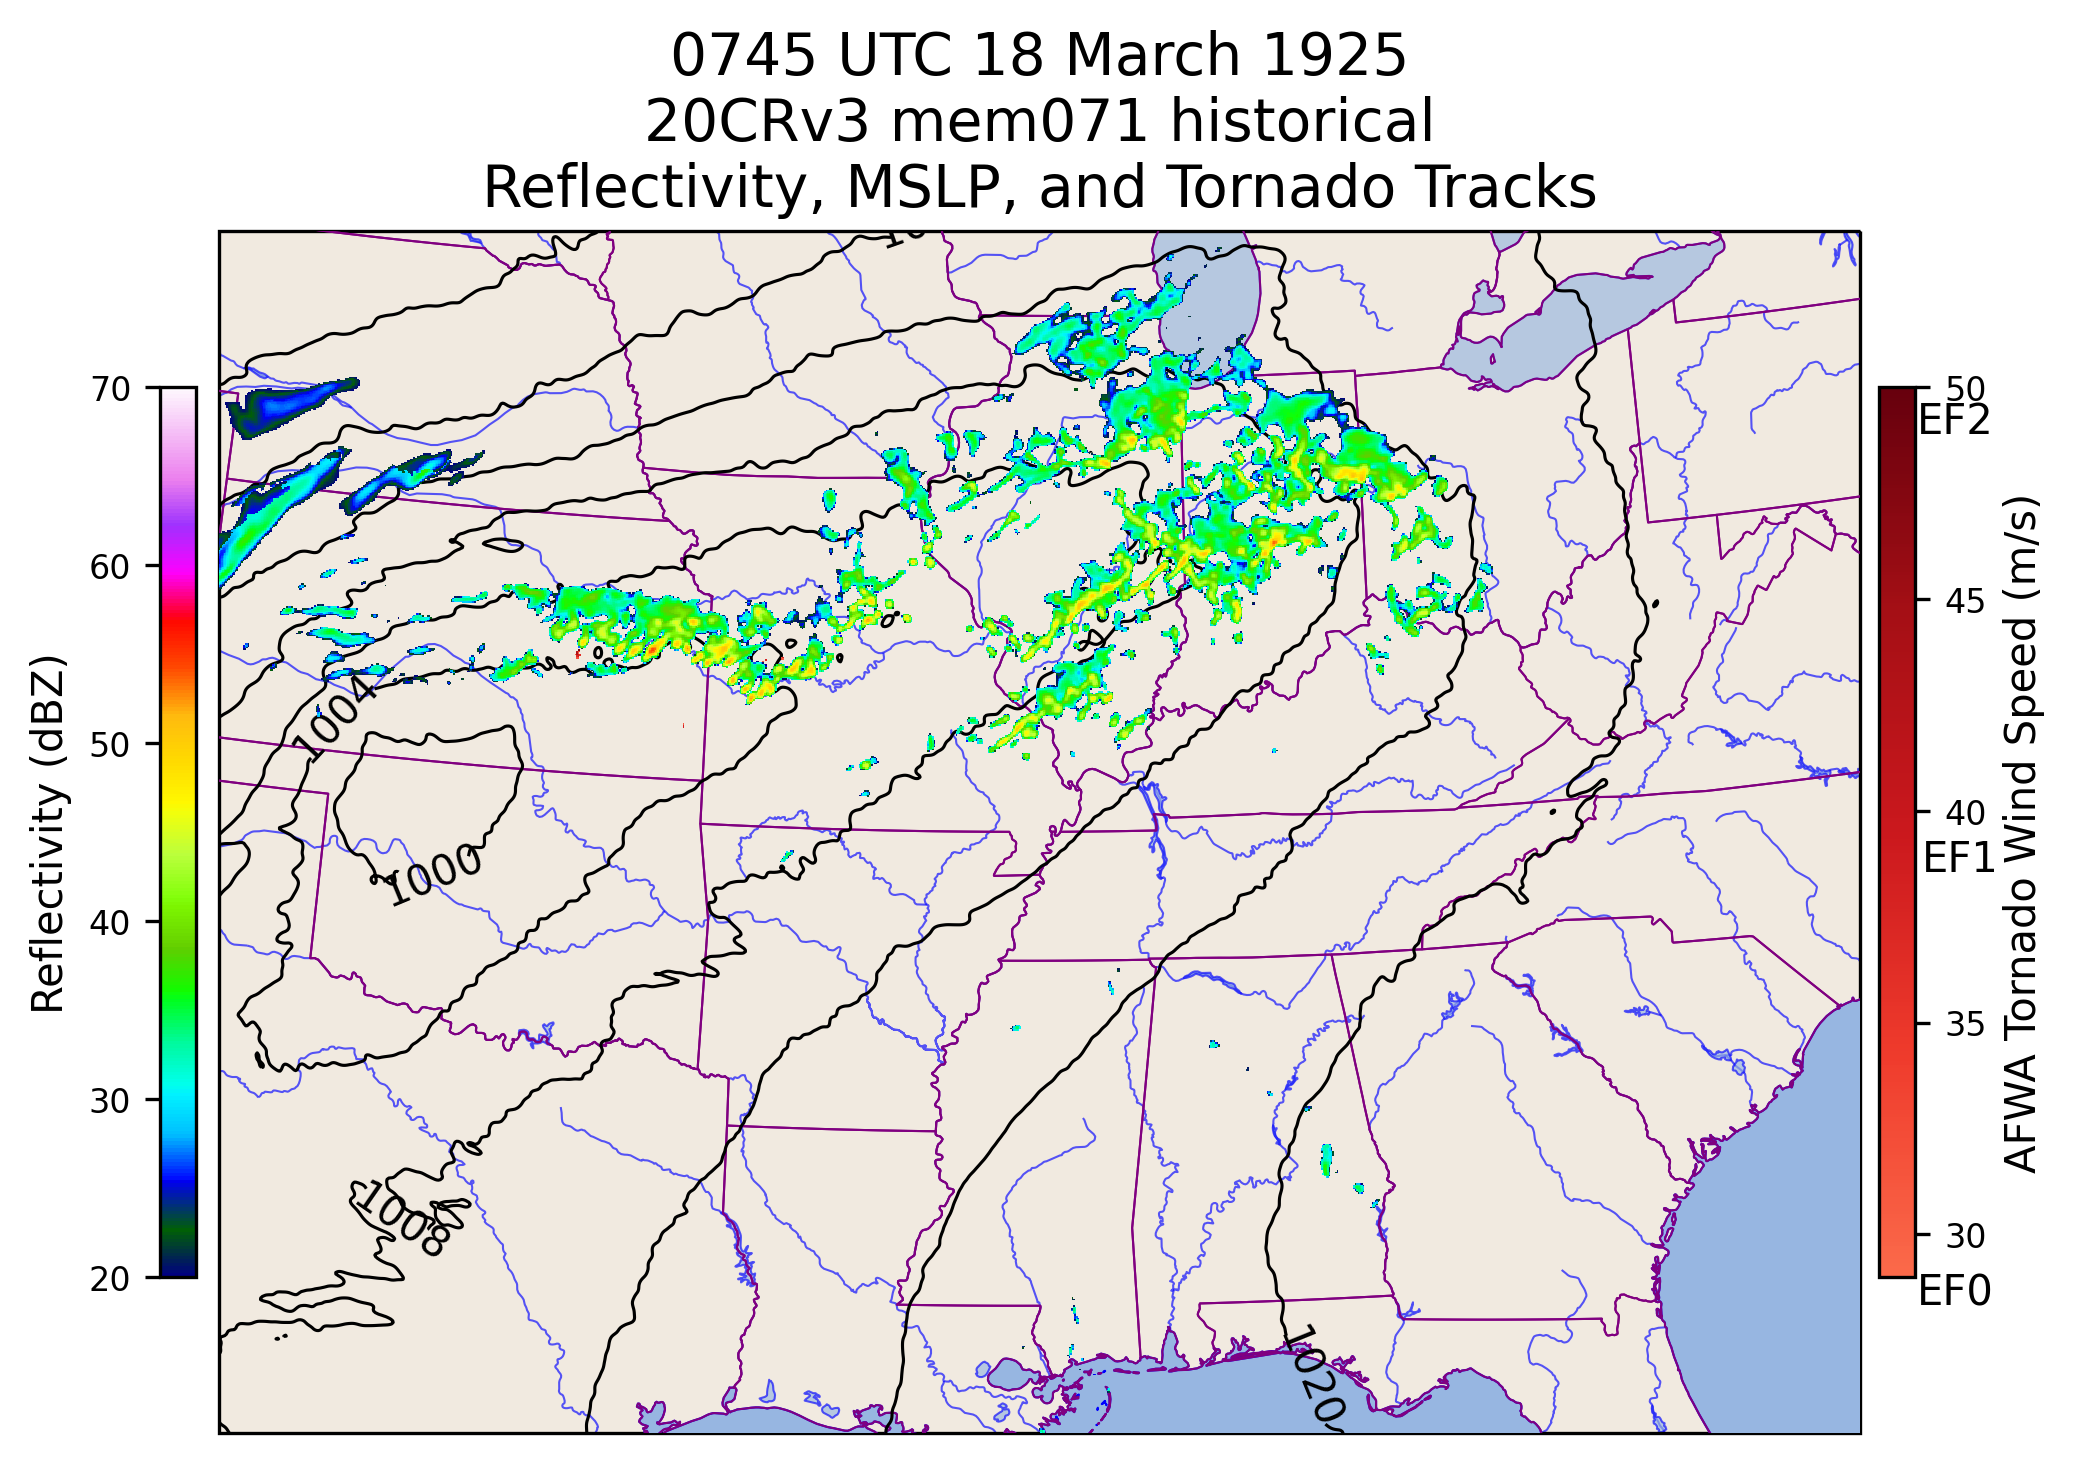 0745 UTC 18 March 1925
20CRv3 mem071 historical
Reflectivity, MSLP, and Tornado Tracks
Reflectivity (dBZ)
70
60
50
40
30
20
1004
1000
1008
1020
50
EF2
45
40
EF1
35
30
EF0
AFWA Tornado Wind Speed (m/s)